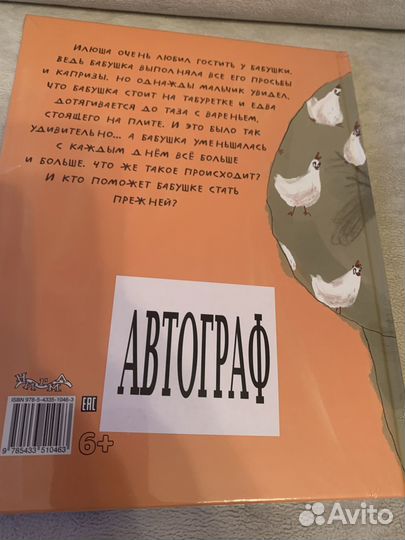 Илюша очень любил гостить у бабушки.
Ведь бабушка выполняла все его просьбы
и капризы. Но однажды мальчик увидел,
что бабушка стоит на табуретке и едва
дотягивается до таза с вареньем,
стоящего на плите. И это было так
удивительно... А бабушка уменьшалась
с каждым днём всё больше
и больше. Что же такое происходит?
И кто поможет бабушке стать
прежней?
АВТОГРАФ
ISBN 978-5-4335-1046-3
9 785433 510463
EAC
6+
Avito